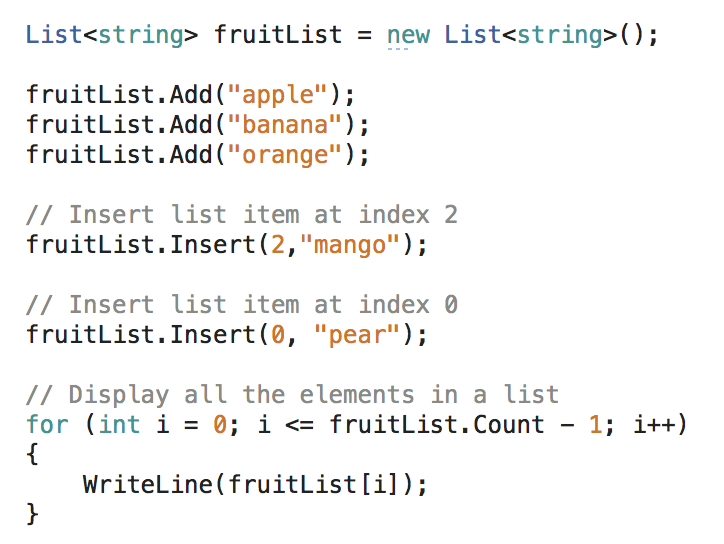 List<string> fruitList = new List<string>();

fruitList.Add("apple");
fruitList.Add("banana");
fruitList.Add("orange");

// Insert list item at index 2
fruitList.Insert(2,"mango");

// Insert list item at index 0
fruitList.Insert(0, "pear");

// Display all the elements in a list
for (int i = 0; i <= fruitList.Count - 1; i++)
{
    WriteLine(fruitList[i]);
}